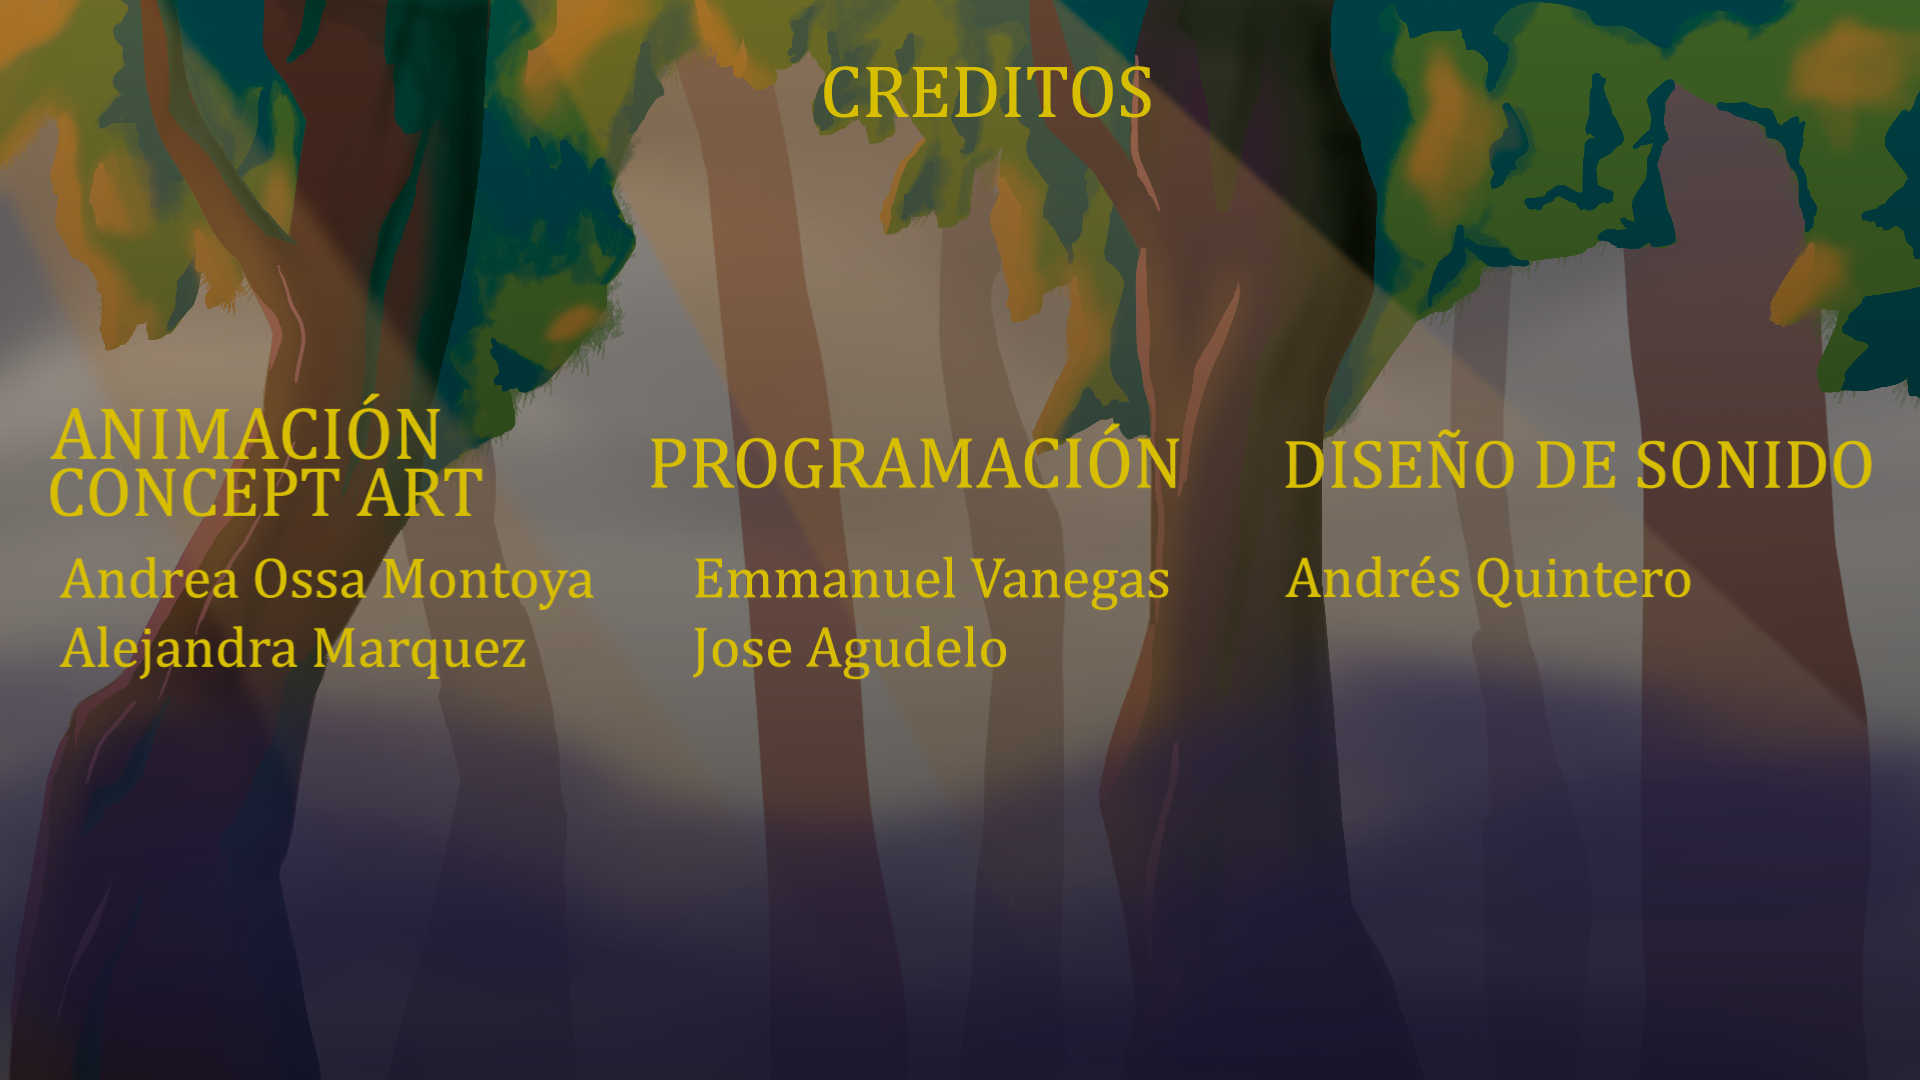 CREDITOS
ANIMACIÓN
CONCEPT ART
Andrea Ossa Montoya
Alejandra Marquez
PROGRAMACIÓN
Emmanuel Vanegas
Jose Agudelo
DISEÑO DE SONIDO
Andrés Quintero